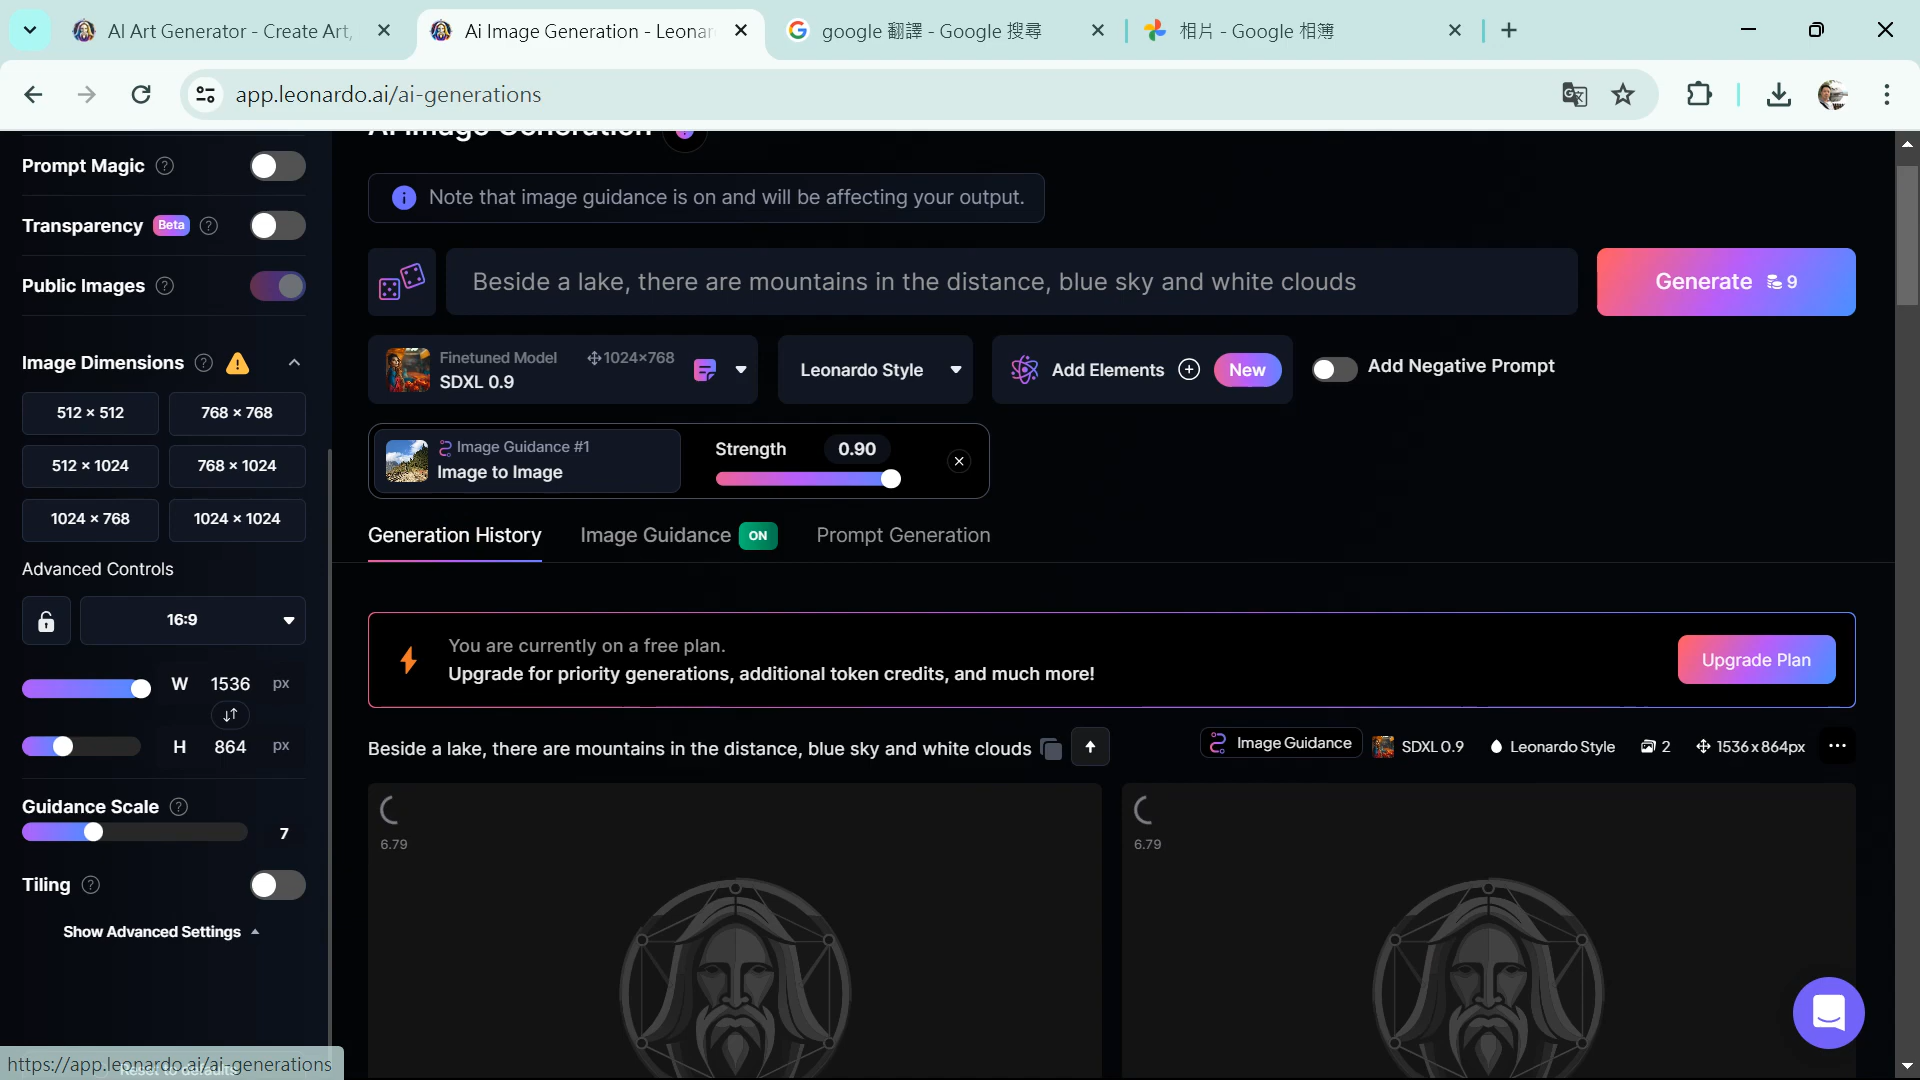 AI Art Generator - Create Art,
Ai Image Generation - Leonar
google 翻譯 - Google 搜尋
相片 - Google 相簿
app.leonardo.ai/ai-generations
AI Image Generation
Prompt Magic
Transparency Beta
Public Images
Image Dimensions
512 × 512
768 × 768
512 × 1024
768 × 1024
1024 × 768
1024 × 1024
Advanced Controls
16:9
W 1536 px
H 864 px
Guidance Scale
7
Tiling
Show Advanced Settings
Reset to defaults
https://app.leonardo.ai/ai-generations
Note that image guidance is on and will be affecting your output.
Beside a lake, there are mountains in the distance, blue sky and white clouds
Generate 9
Finetuned Model 1024×768
SDXL 0.9
Leonardo Style
Add Elements New
Add Negative Prompt
Image Guidance #1
Image to Image
Strength 0.90
Generation History
Image Guidance ON
Prompt Generation
You are currently on a free plan.
Upgrade for priority generations, additional token credits, and much more!
Upgrade Plan
Beside a lake, there are mountains in the distance, blue sky and white clouds
Image Guidance SDXL 0.9 Leonardo Style 2 1536x864px
6.79
6.79